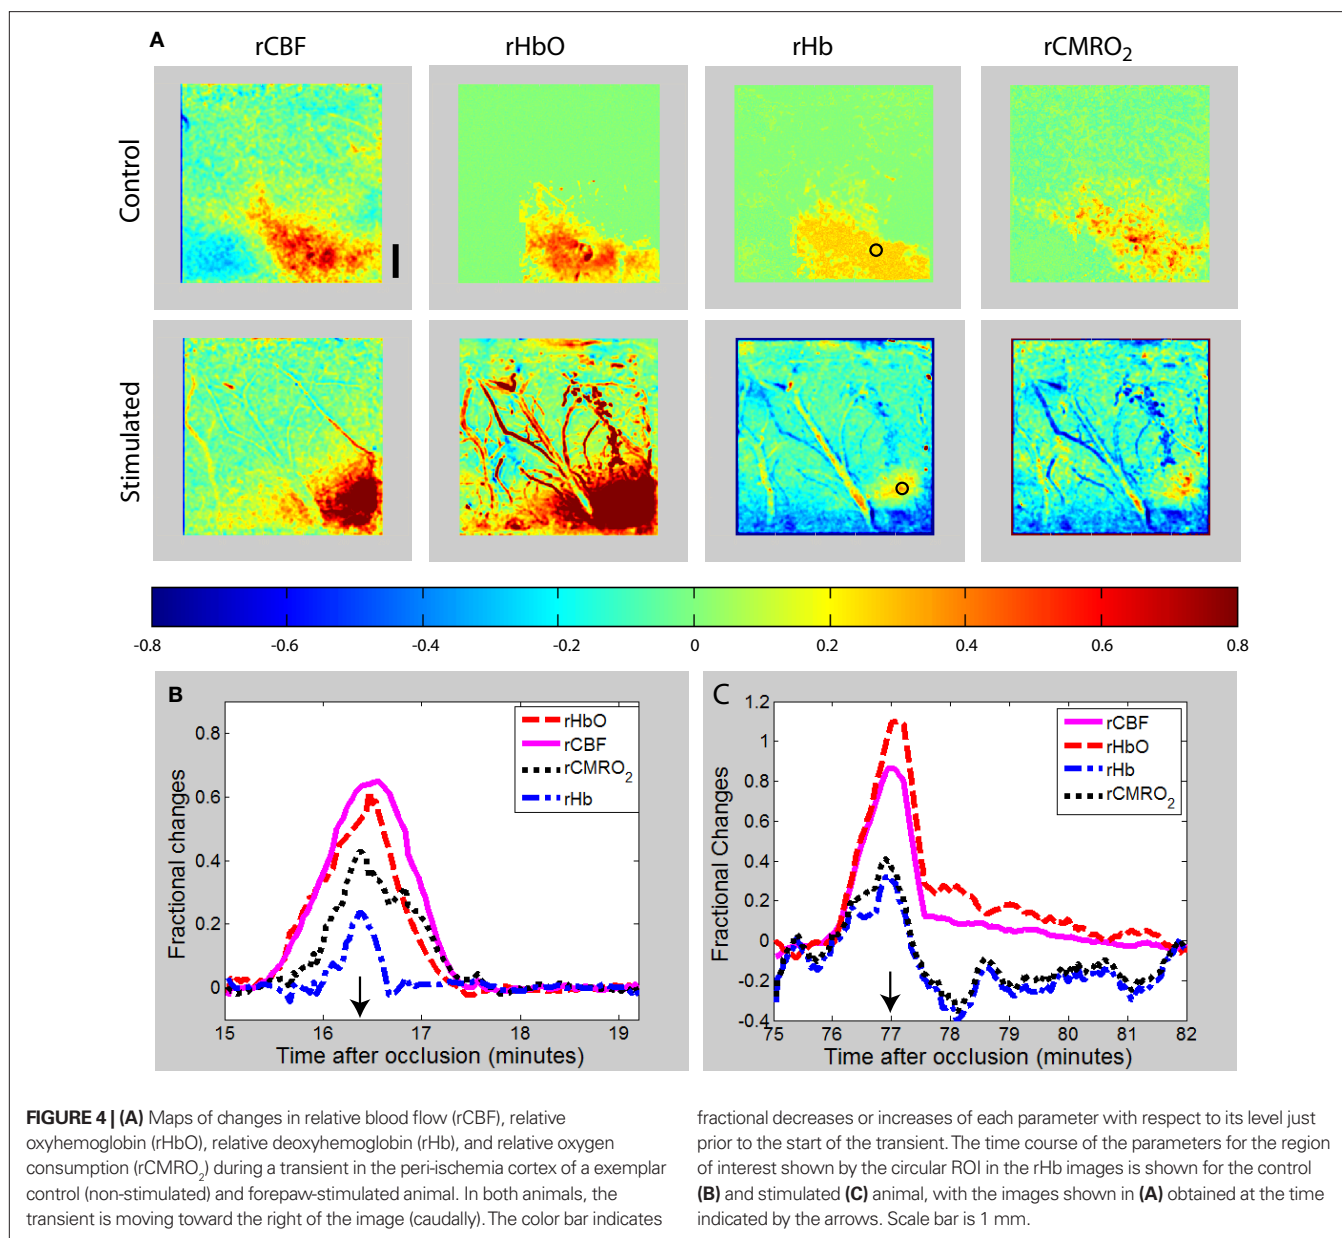 A
rCBF
rHbO
rHb
rCMRO2
Control
Stimulated
-0.8
-0.6
-0.4
-0.2
0
0.2
0.4
0.6
0.8
B
rHbO
rCBF
rCMRO2
rHb
Fractional changes
0.8
0.6
0.4
0.2
0
15
16
17
18
19
Time after occlusion (minutes)
C
rCBF
rHbO
rHb
rCMRO2
Fractional Changes
1.2
1
0.8
0.6
0.4
0.2
0
-0.2
-0.4
75
76
77
78
79
80
81
82
Time after occlusion (minutes)
FIGURE 4 | (A) Maps of changes in relative blood flow (rCBF), relative
oxyhemoglobin (rHbO), relative deoxyhemoglobin (rHb), and relative oxygen
consumption (rCMRO2) during a transient in the peri-ischemia cortex of a exemplar
control (non-stimulated) and forepaw-stimulated animal. In both animals, the
transient is moving toward the right of the image (caudally). The color bar indicates
fractional decreases or increases of each parameter with respect to its level just
prior to the start of the transient. The time course of the parameters for the region
of interest shown by the circular ROI in the rHb images is shown for the control
(B) and stimulated (C) animal, with the images shown in (A) obtained at the time
indicated by the arrows. Scale bar is 1 mm.